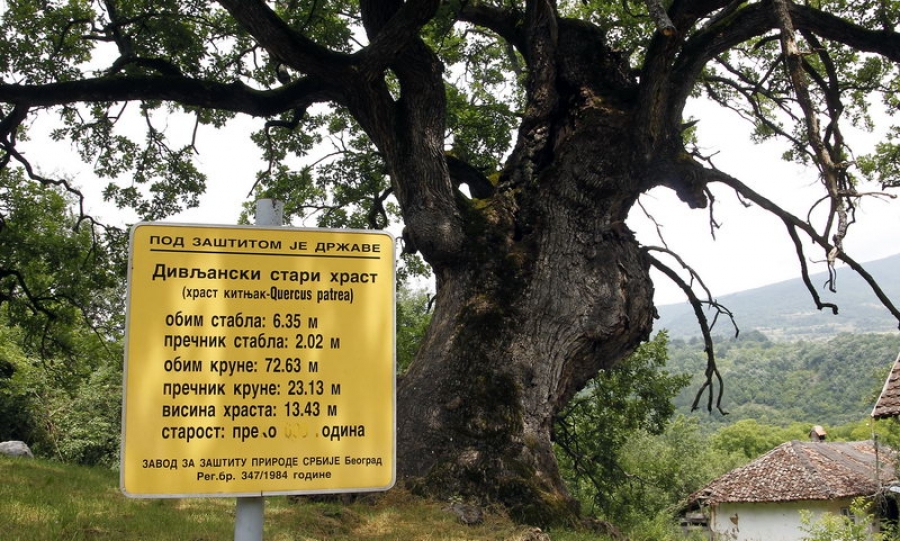 ПОД ЗАШТИТОМ ЈЕ ДРЖАВЕ
Дивљански стари храст
(храст китњак-Quercus patrea)
обим стабла: 6.35 м
пречник стабла: 2.02 м
обим круне: 72.63 м
пречник круне: 23.13 м
висина храста: 13.43 м
старост: преко година
ЗАВОД ЗА ЗАШТИТУ ПРИРОДЕ СРБИЈЕ Београд
Рег.бр. 347/1984 године